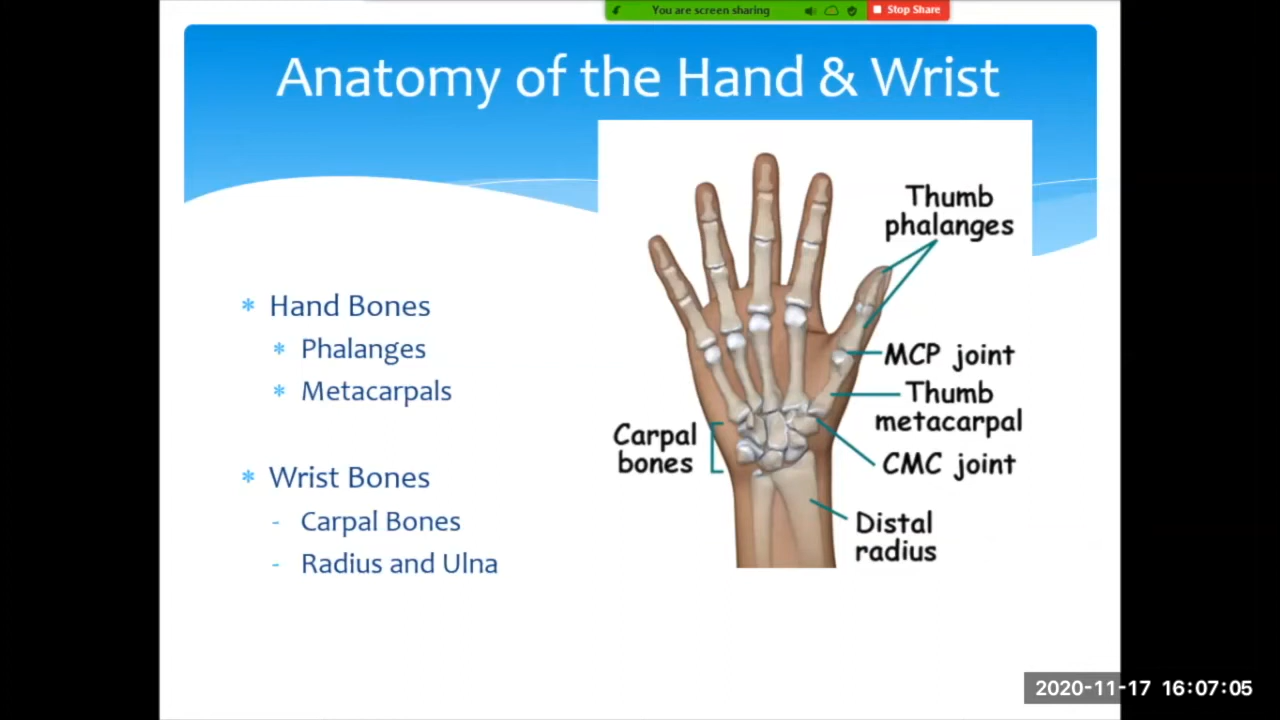 You are screen sharing
Stop Share
Anatomy of the Hand & Wrist
* Hand Bones
* Phalanges
* Metacarpals
* Wrist Bones
- Carpal Bones
- Radius and Ulna
Thumb
phalanges
MCP joint
Thumb
metacarpal
Carpal
bones
CMC joint
Distal
radius
2020-11-17 16:07:05